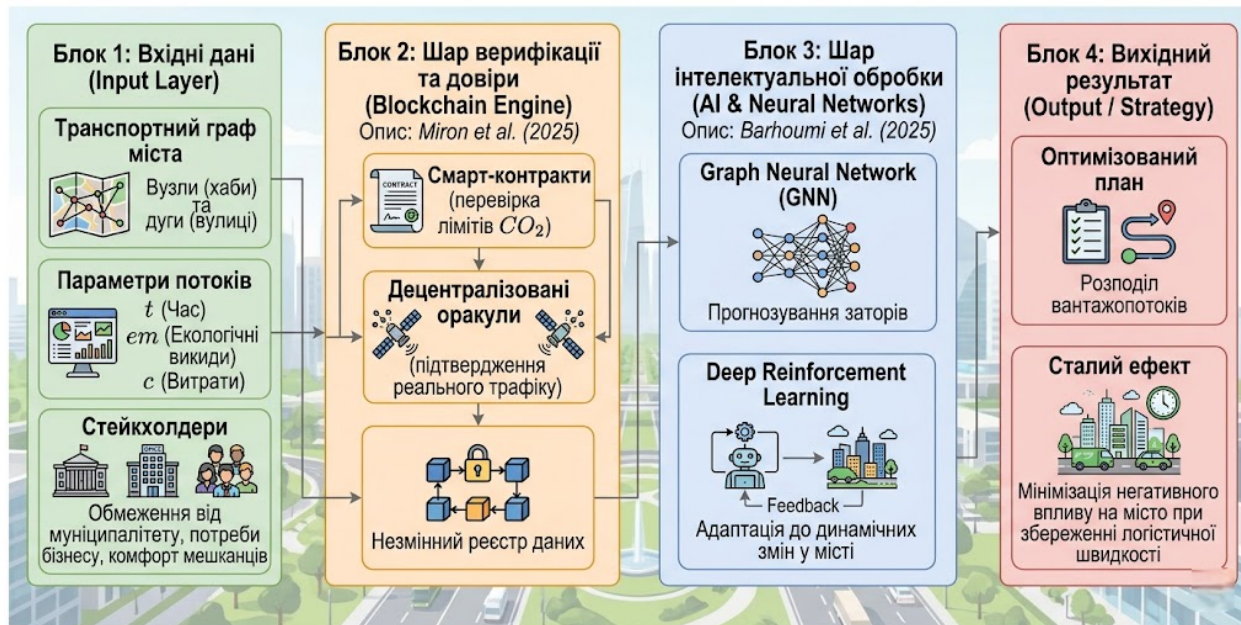 Блок 1: Вхідні дані
(Input Layer)
Транспортний граф
міста
Вузли (хаби)
та
дуги (вулиці)
Параметри потоків
t (Час)
em (Екологічні
викиди)
c (Витрати)
Стейкхолдери
OFFICE
Обмеження від
муніципалітету, потреби
бізнесу, комфорт мешканців
Блок 2: Шар верифікації
та довіри
(Blockchain Engine)
Опис: Miron et al. (2025)
CONTRACT
Смарт-контракти
(перевірка
лімітів CO₂)
Децентралізовані
оракули
(підтвердження
реального трафіку)
Незмінний реєстр даних
Блок 3: Шар
інтелектуальної обробки
(AI & Neural Networks)
Опис: Barhoumi et al. (2025)
Graph Neural Network
(GNN)
Прогнозування заторів
Deep Reinforcement
Learning
Feedback
Адаптація до динамічних
змін у місті
Блок 4: Вихідний
результат
(Output / Strategy)
Оптимізований
план
Розподіл
вантажопотоків
Сталий ефект
Мінімізація негативного
впливу на місто при
збереженні логістичної
швидкості